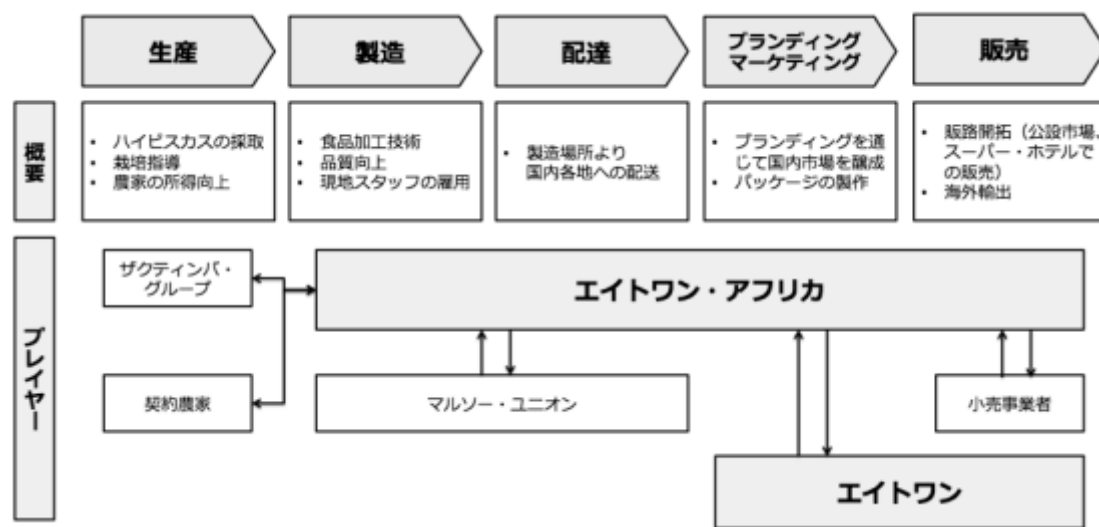 生産
製造
配達
ブランディング
マーケティング
販売
概要
• ハイビスカスの採取
• 栽培指導
• 農家の所得向上
• 食品加工技術
• 品質向上
• 現地スタッフの雇用
• 製造場所より
国内各地への配送
• ブランディングを通
じて国内市場を醸成
• パッケージの製作
• 販路開拓（公設市場、
スーパー・ホテルで
の販売）
• 海外輸出
プレイヤー
ザクティンバ・
グループ
エイトワン・アフリカ
契約農家
マルソー・ユニオン
小売事業者
エイトワン